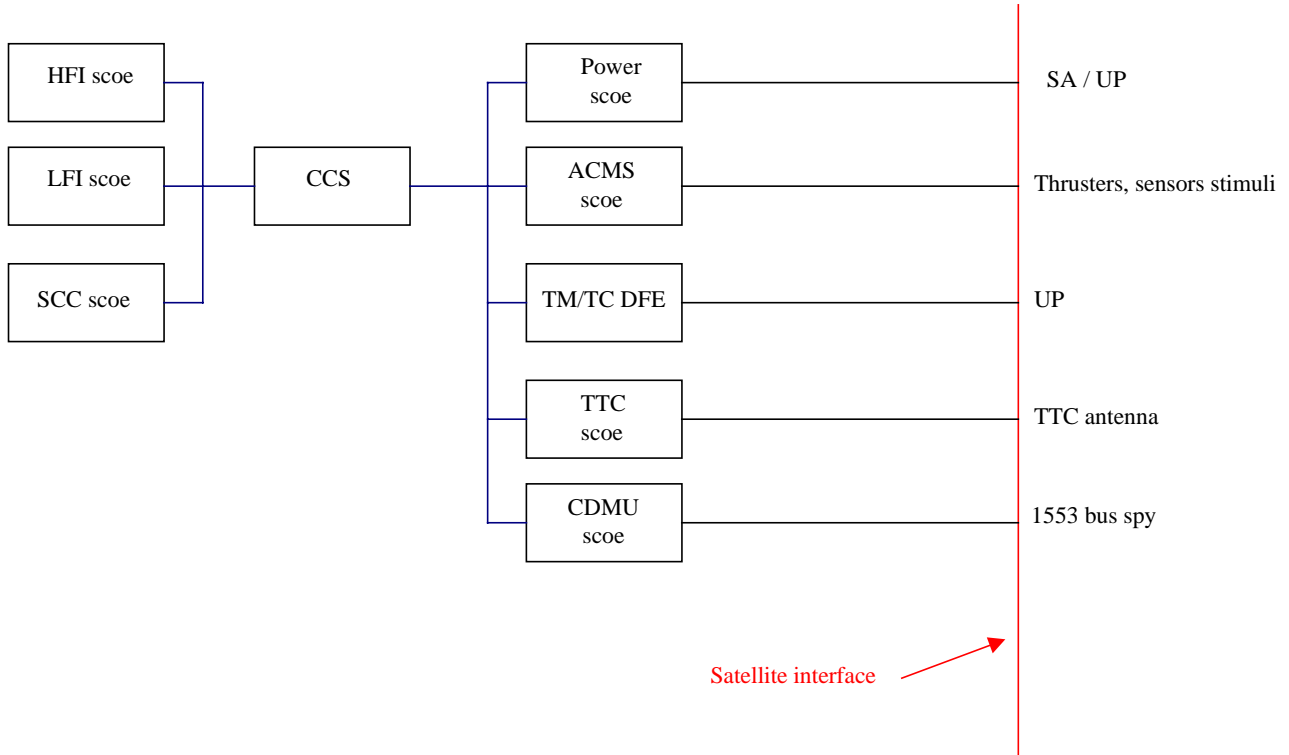 HFI scoe
LFI scoe
SCC scoe
CCS
Power
scoe
ACMS
scoe
TM/TC DFE
TTC
scoe
CDMU
scoe
SA / UP
Thrusters, sensors stimuli
UP
TTC antenna
1553 bus spy
Satellite interface